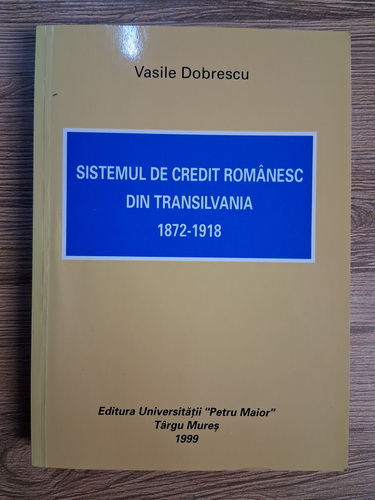 Vasile Dobrescu
SISTEMUL DE CREDIT ROMÂNESC
DIN TRANSILVANIA
1872-1918
Editura Universității "Petru Maior"
Târgu Mureș
1999